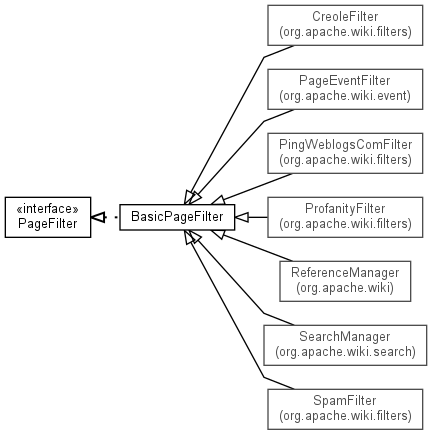 CreoleFilter
(org.apache.wiki.filters)
PageEventFilter
(org.apache.wiki.event)
PingWeblogsComFilter
(org.apache.wiki.filters)
«interface»
PageFilter
BasicPageFilter
ProfanityFilter
(org.apache.wiki.filters)
ReferenceManager
(org.apache.wiki)
SearchManager
(org.apache.wiki.search)
SpamFilter
(org.apache.wiki.filters)